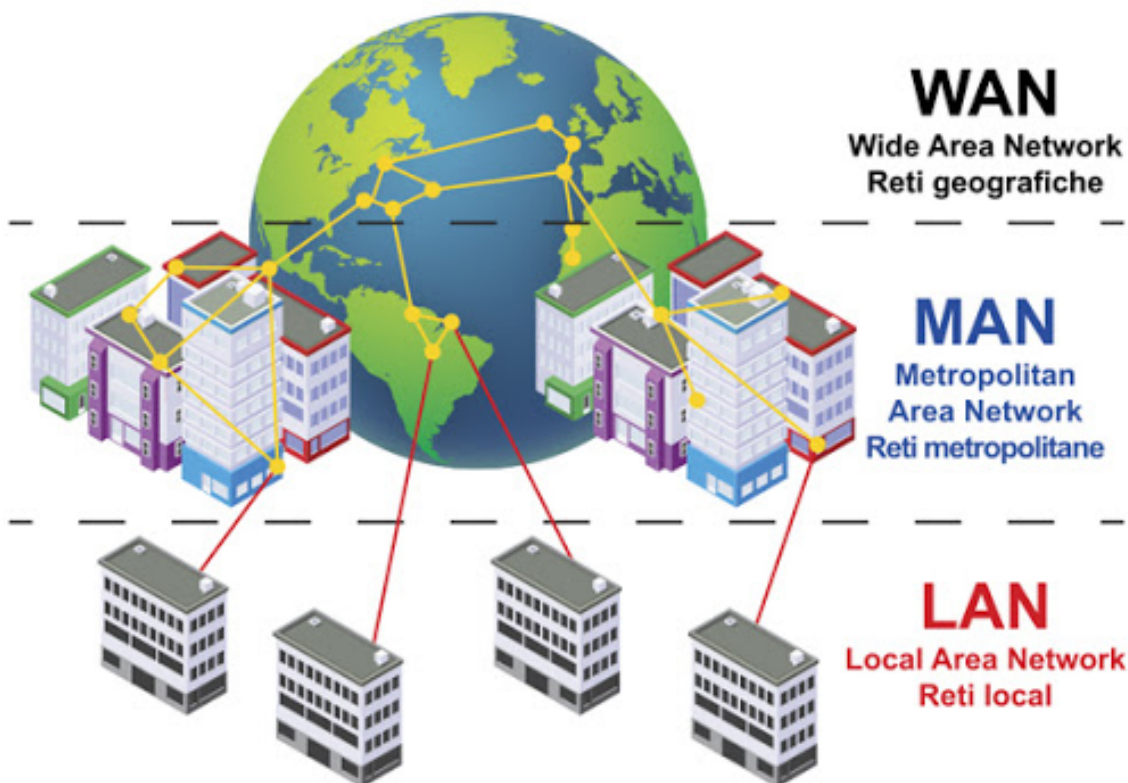 WAN
Wide Area Network
Reti geografiche
MAN
Metropolitan
Area Network
Reti metropolitane
LAN
Local Area Network
Reti local